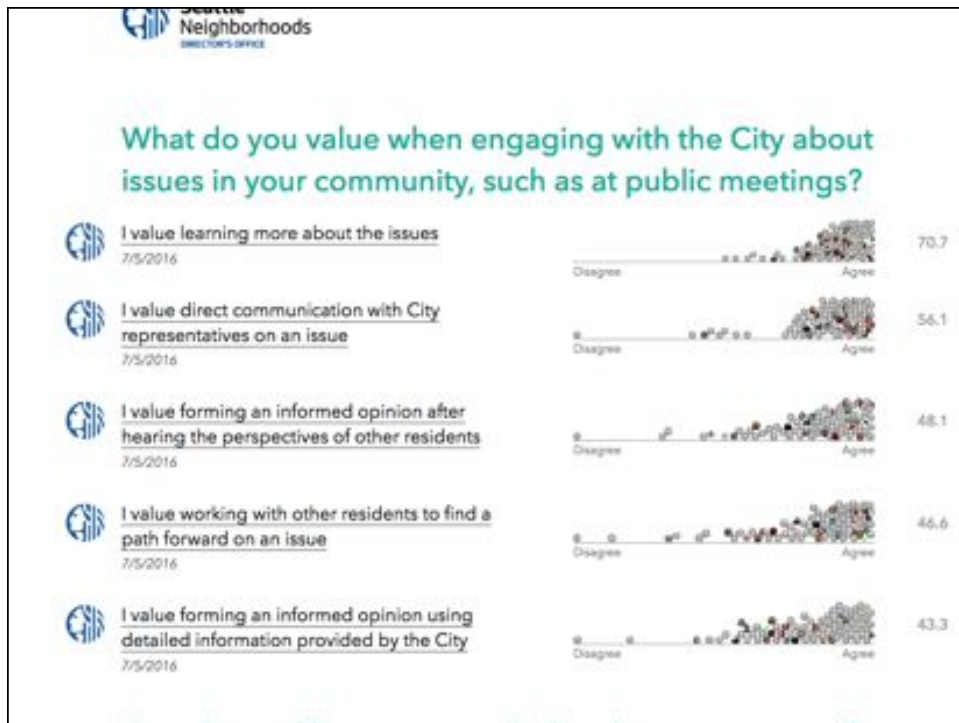 Seattle
Neighborhoods
DIRECTOR'S OFFICE
What do you value when engaging with the City about
issues in your community, such as at public meetings?
I value learning more about the issues
7/5/2016
Disagree
Agree
70.7
I value direct communication with City
representatives on an issue
7/5/2016
Disagree
Agree
56.1
I value forming an informed opinion after
hearing the perspectives of other residents
7/5/2016
Disagree
Agree
48.1
I value working with other residents to find a
path forward on an issue
7/5/2016
Disagree
Agree
46.6
I value forming an informed opinion using
detailed information provided by the City
7/5/2016
Disagree
Agree
43.3